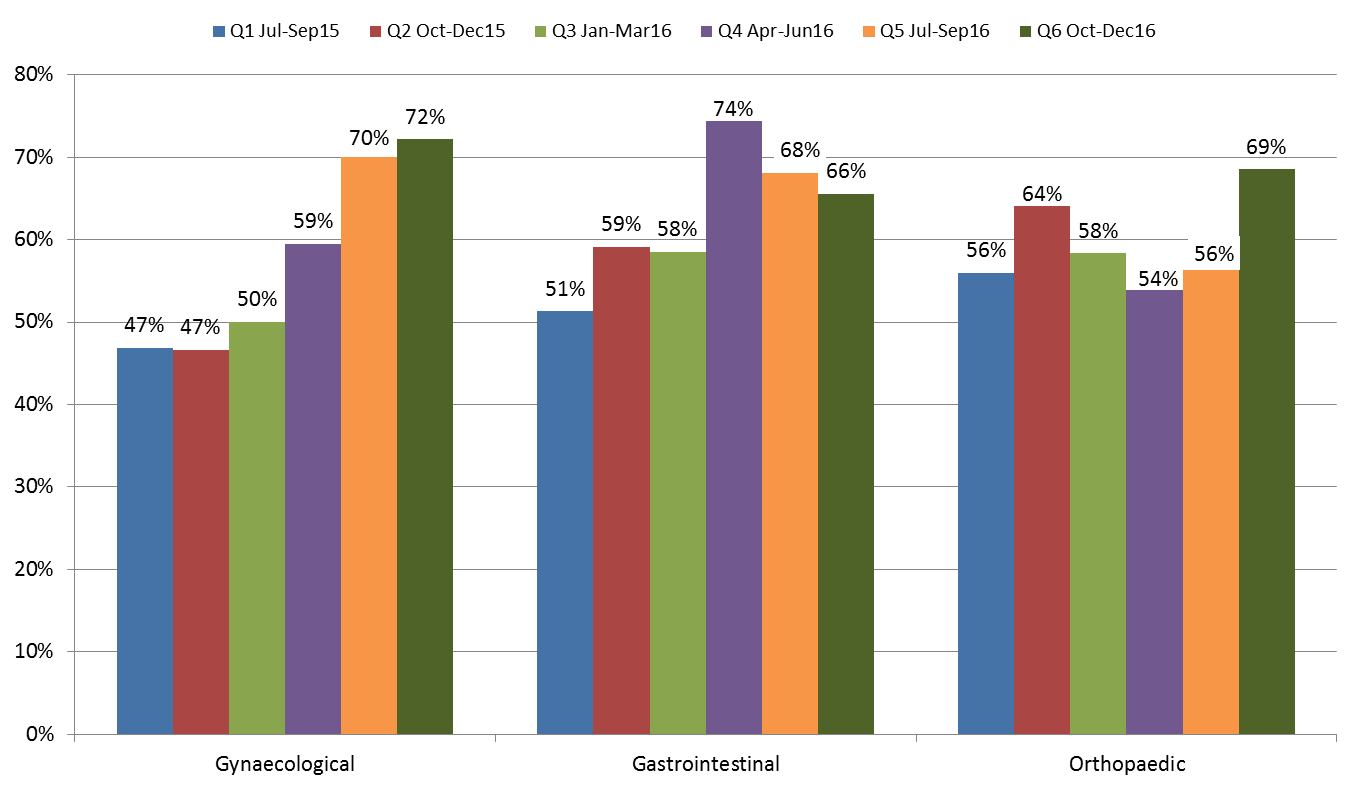 Q1 Jul-Sep15 Q2 Oct-Dec15 Q3 Jan-Mar16 Q4 Apr-Jun16 Q5 Jul-Sep16 Q6 Oct-Dec16
80%
70%
60%
50%
40%
30%
20%
10%
0%
47% 47% 50% 59% 70% 72%
51% 59% 58% 74% 68% 66%
56% 64% 58% 54% 56% 69%
Gynaecological Gastrointestinal Orthopaedic